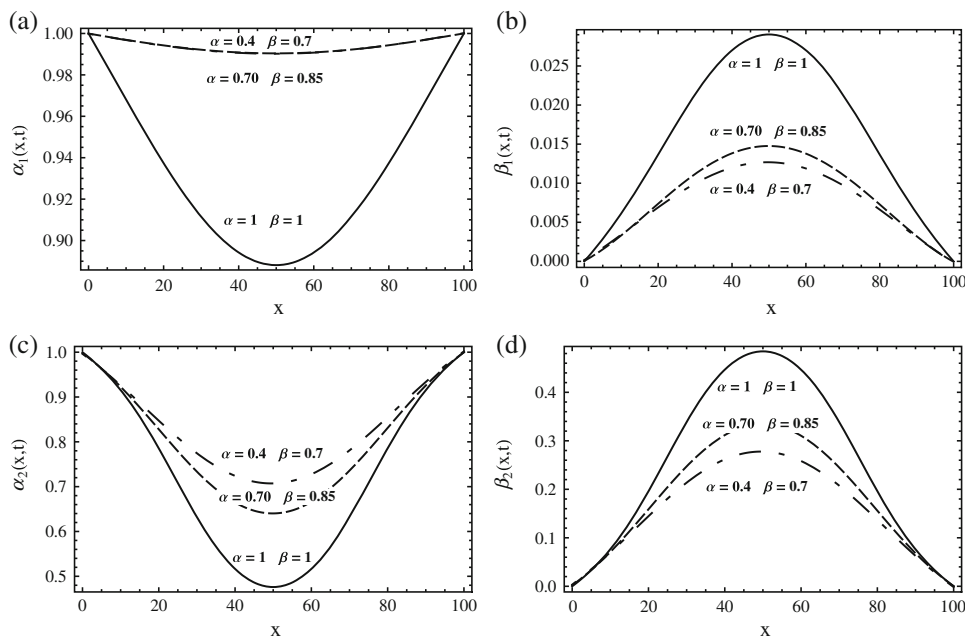 (a)
1.00
0.98
0.96
0.94
0.92
0.90
α1(x,t)
α = 0.4 β = 0.7
α = 0.70 β = 0.85
α = 1 β = 1
0 20 40 60 80 100
x
(b)
0.025
0.020
0.015
0.010
0.005
0.000
β1(x,t)
α = 1 β = 1
α = 0.70 β = 0.85
α = 0.4 β = 0.7
0 20 40 60 80 100
x
(c)
1.0
0.9
0.8
0.7
0.6
0.5
α2(x,t)
α = 0.4 β = 0.7
α = 0.70 β = 0.85
α = 1 β = 1
0 20 40 60 80 100
x
(d)
0.4
0.3
0.2
0.1
0.0
β2(x,t)
α = 1 β = 1
α = 0.70 β = 0.85
α = 0.4 β = 0.7
0 20 40 60 80 100
x